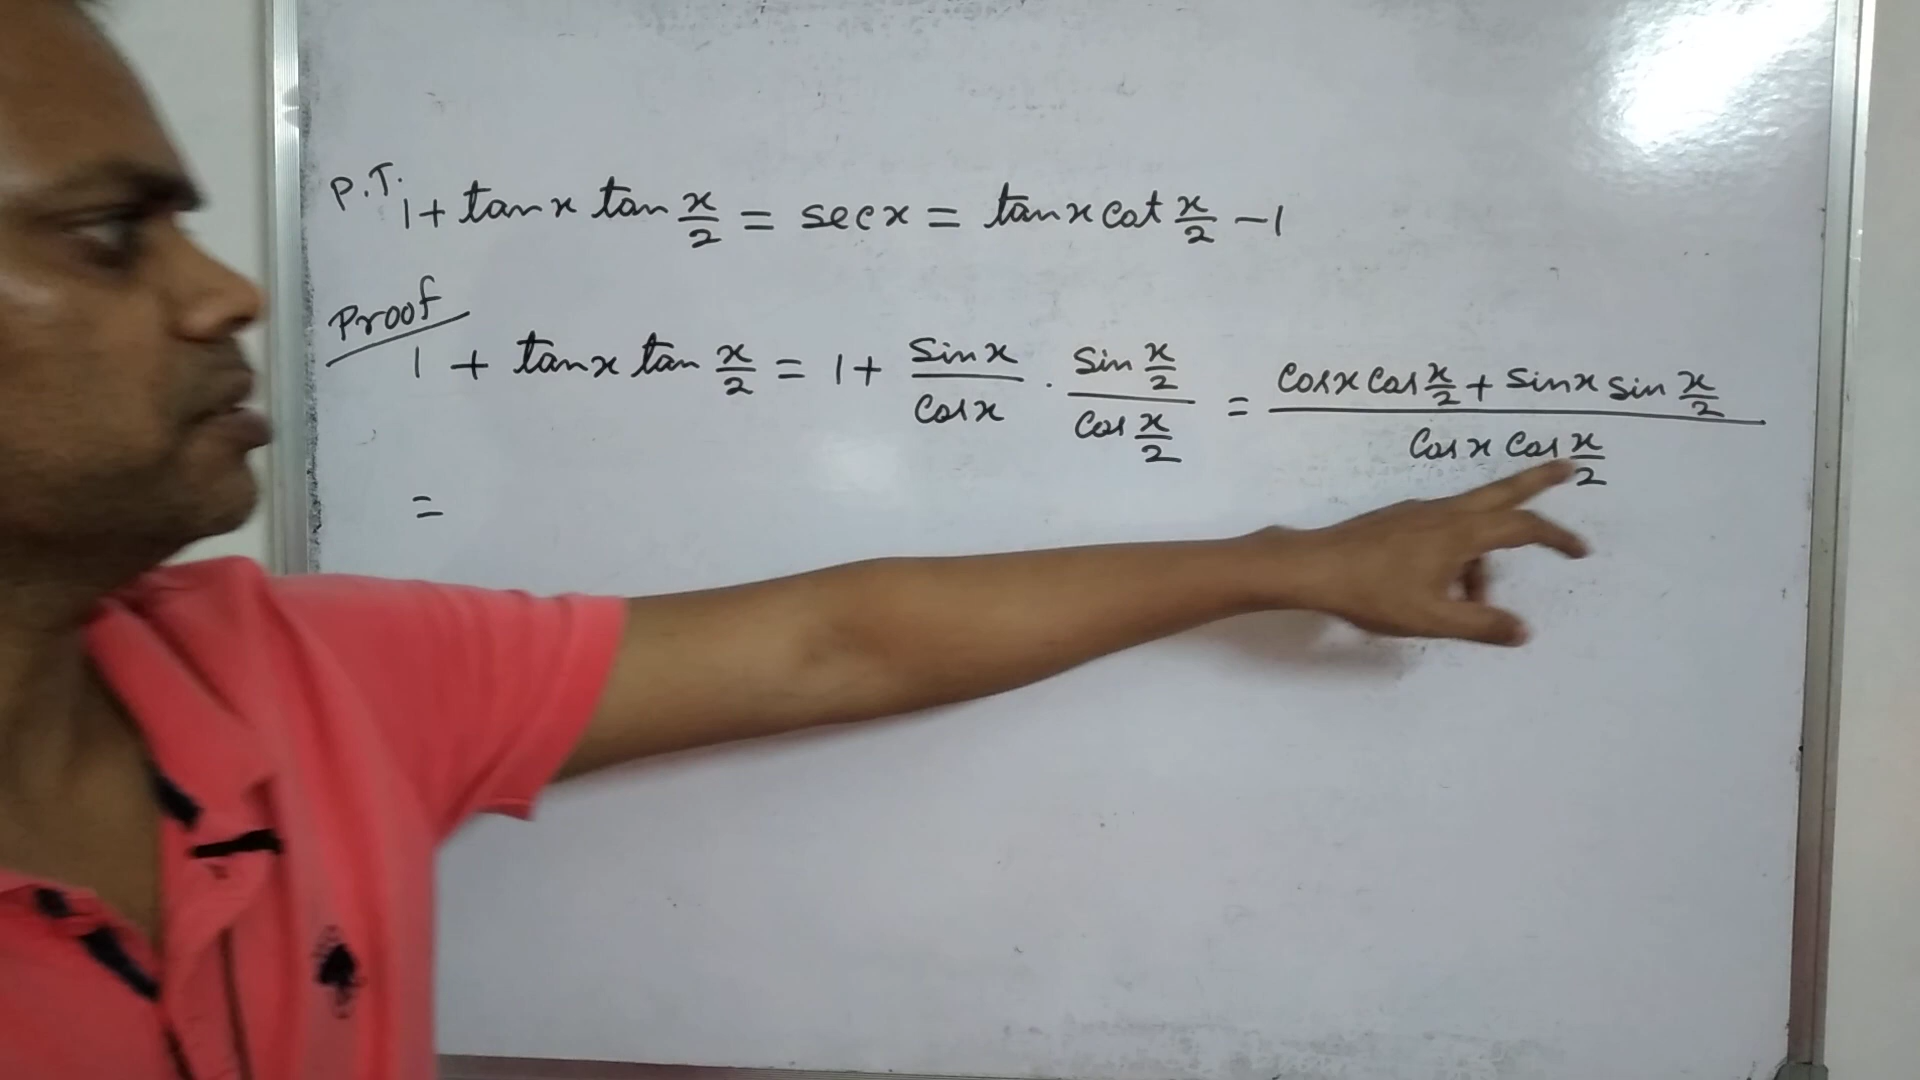 P.T. 1 + tan x tan x/2 = sec x = tan x cot x/2 - 1
Proof
1 + tan x tan x/2 = 1 + Sin x/Cos x . Sin x/2/Cos x/2 = Cos x Cos x/2 + Sin x Sin x/2/Cos x Cos x/2
=